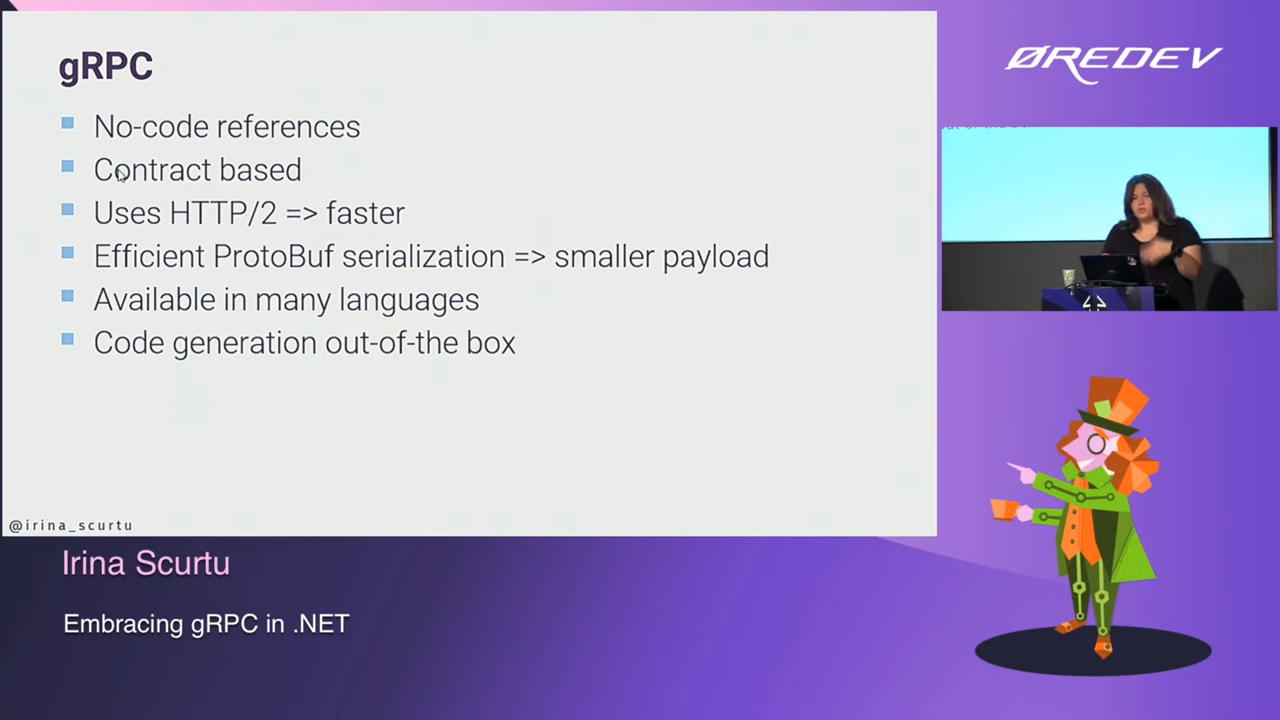 gRPC
No-code references
Contract based
Uses HTTP/2 => faster
Efficient ProtoBuf serialization => smaller payload
Available in many languages
Code generation out-of-the box
@irina_scurtu
ØREDEV
Irina Scurtu
Embracing gRPC in .NET